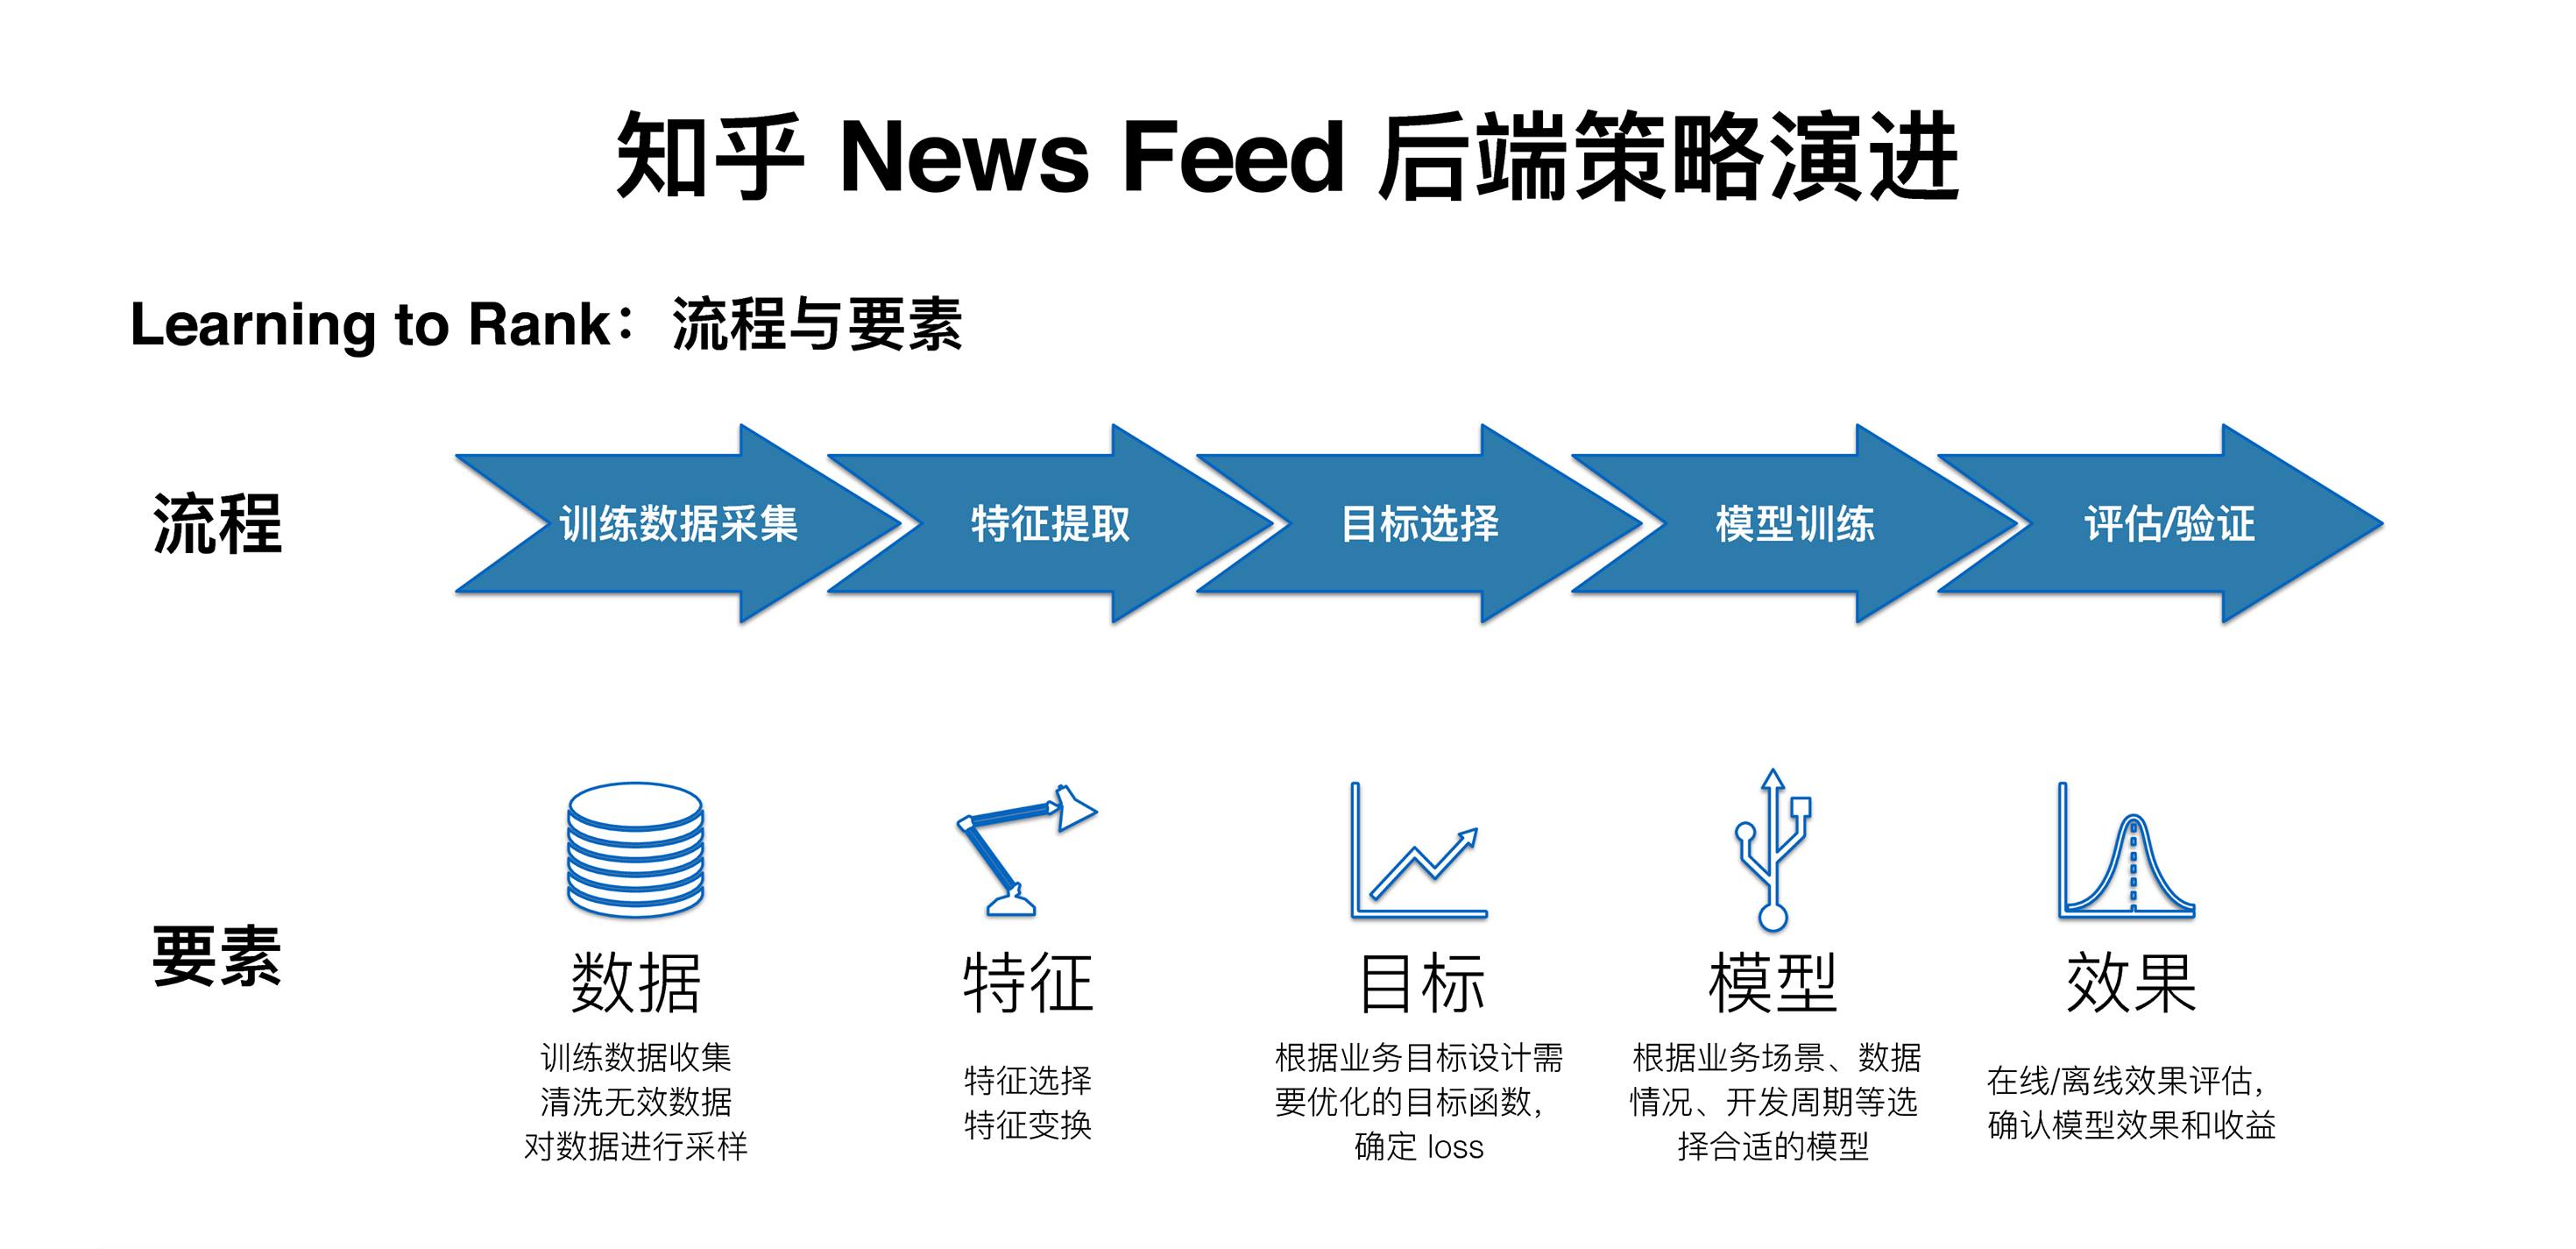 知乎 News Feed 后端策略演进
Learning to Rank：流程与要素
流程
训练数据采集
特征提取
目标选择
模型训练
评估/验证
要素
数据
训练数据收集
清洗无效数据
对数据进行采样
特征
特征选择
特征变换
目标
根据业务目标设计需
要优化的目标函数，
确定 loss
模型
根据业务场景、数据
情况、开发周期等选
择合适的模型
效果
在线/离线效果评估，
确认模型效果和收益